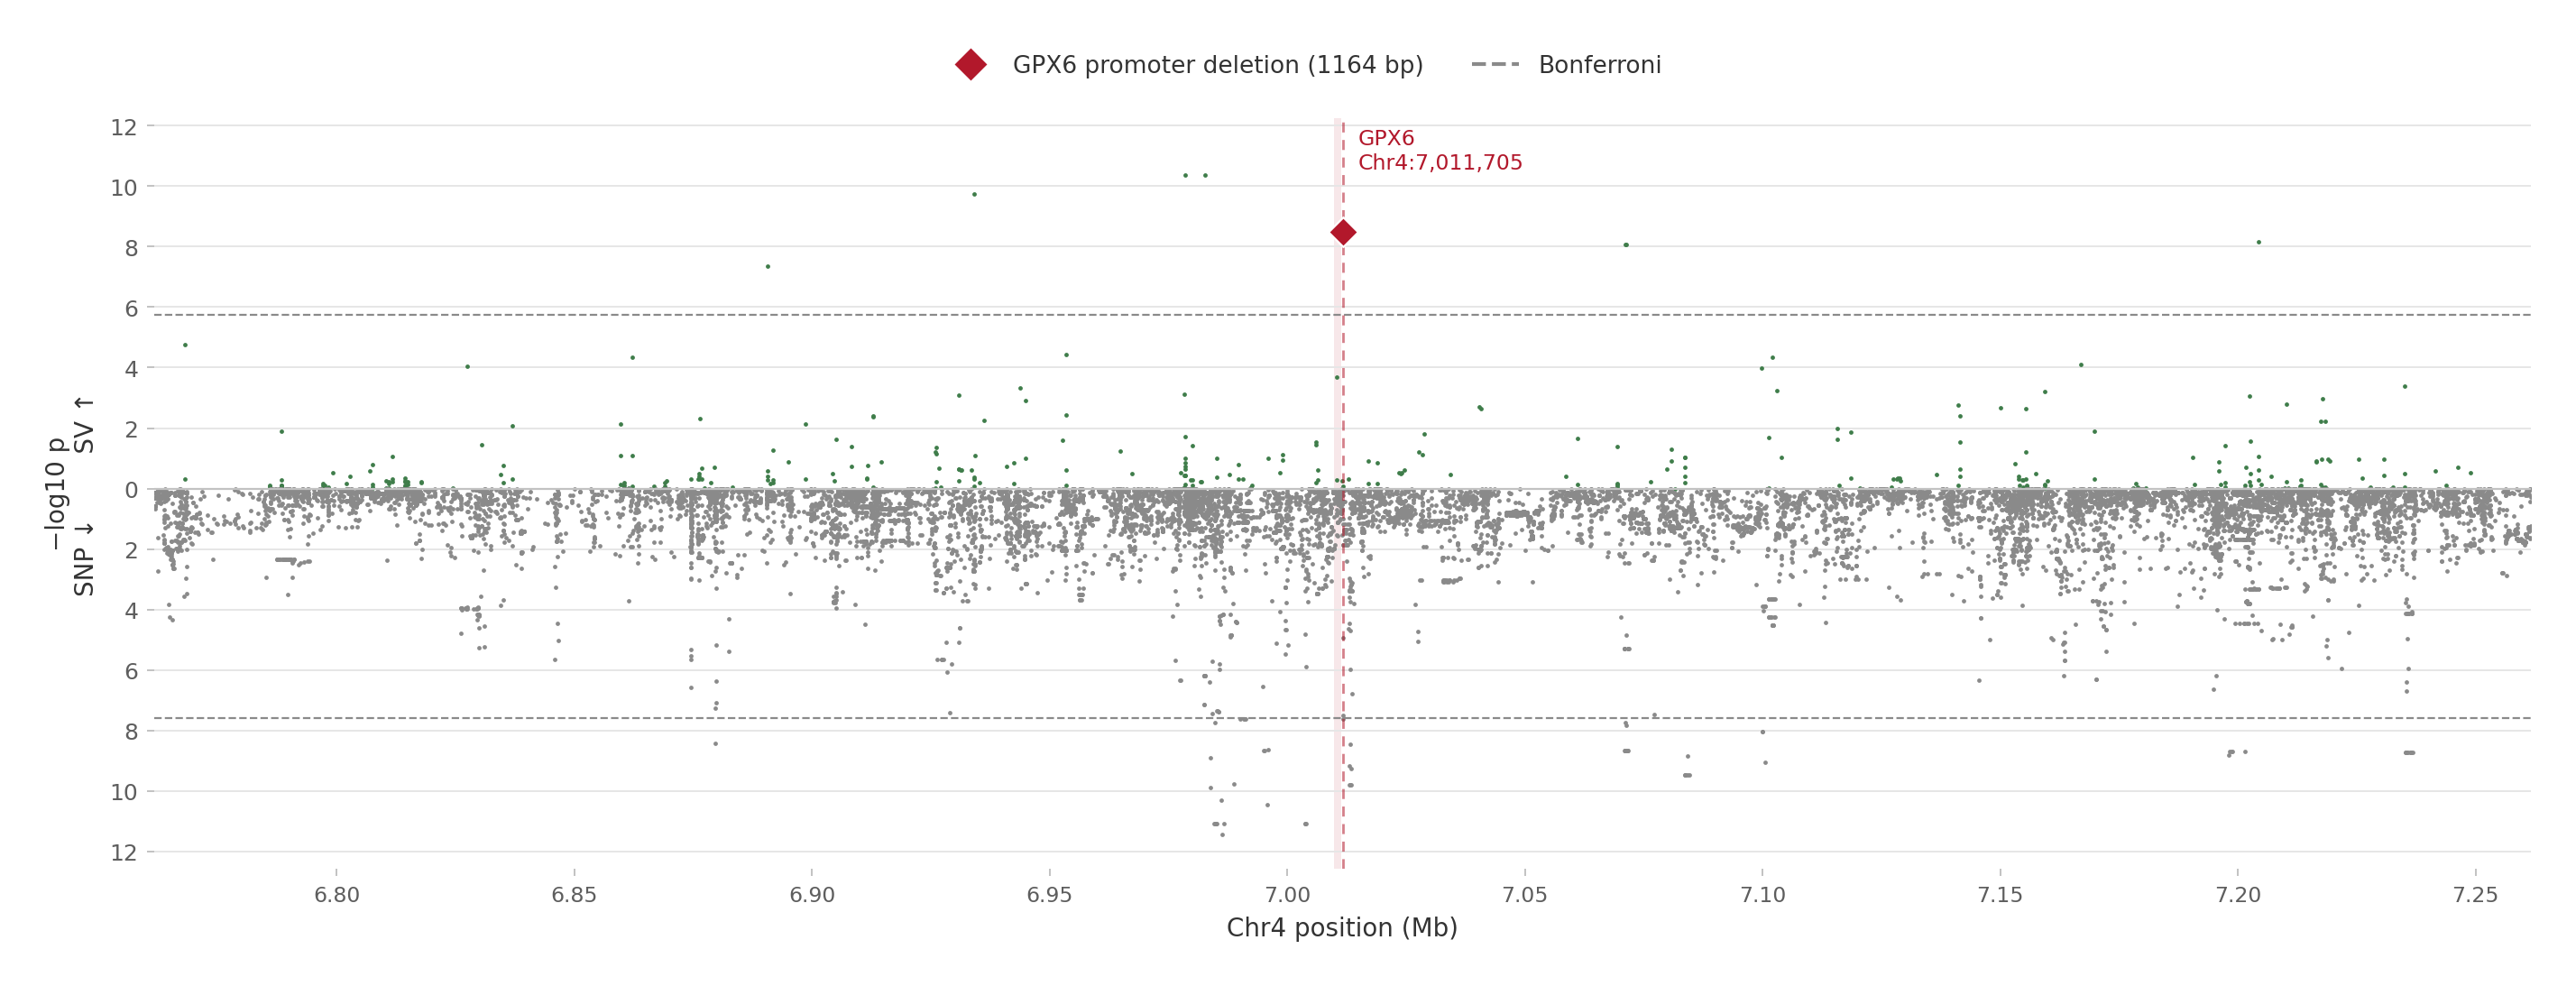 GPX6 promoter deletion (1164 bp)
Bonferroni
GPX6
Chr4:7,011,705
12
10
8
6
4
2
0
2
4
6
8
10
12
−log10 p
SNP ↓ SV ↑
6.80 6.85 6.90 6.95 7.00 7.05 7.10 7.15 7.20 7.25
Chr4 position (Mb)